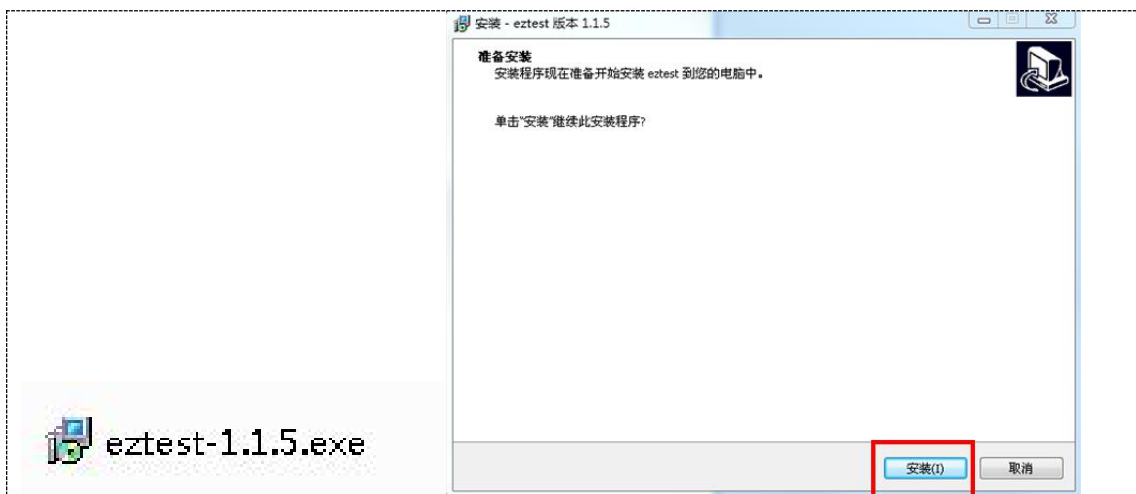 安装 - eztest 版本 1.1.5
准备安装
安装程序现在准备开始安装 eztest 到您的电脑中。
单击"安装"继续此安装程序?
eztest-1.1.5.exe
安装(I)
取消